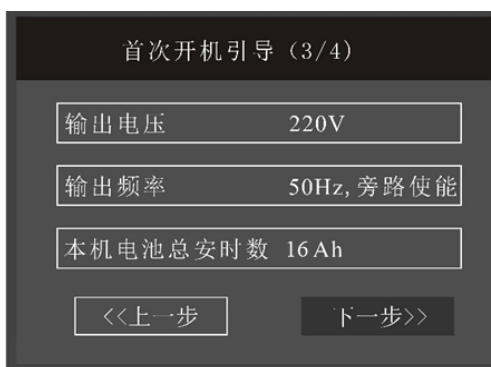 首次开机引导（3/4）
输出电压 220V
输出频率 50Hz,旁路使能
本机电池总安时数 16Ah
<<上一步 下一步>>